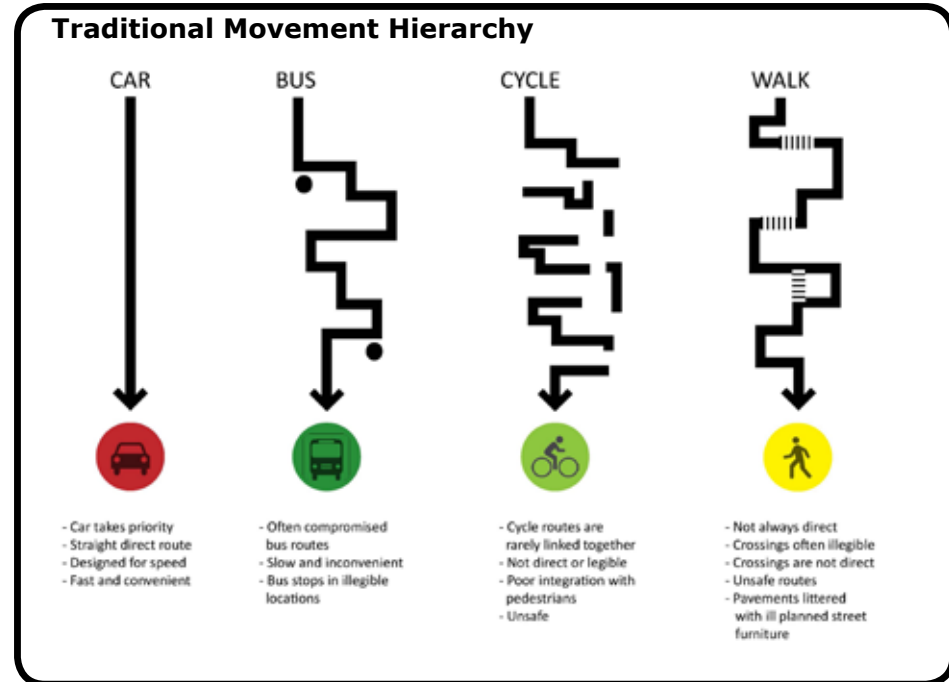 Traditional Movement Hierarchy
CAR
BUS
CYCLE
WALK
- Car takes priority
- Straight direct route
- Designed for speed
- Fast and convenient
- Often compromised
bus routes
- Slow and inconvenient
- Bus stops in illegible
locations
- Cycle routes are
rarely linked together
- Not direct or legible
- Poor integration with
pedestrians
- Unsafe
- Not always direct
- Crossings often illegible
- Crossings are not direct
- Unsafe routes
- Pavements littered
with ill planned street
furniture